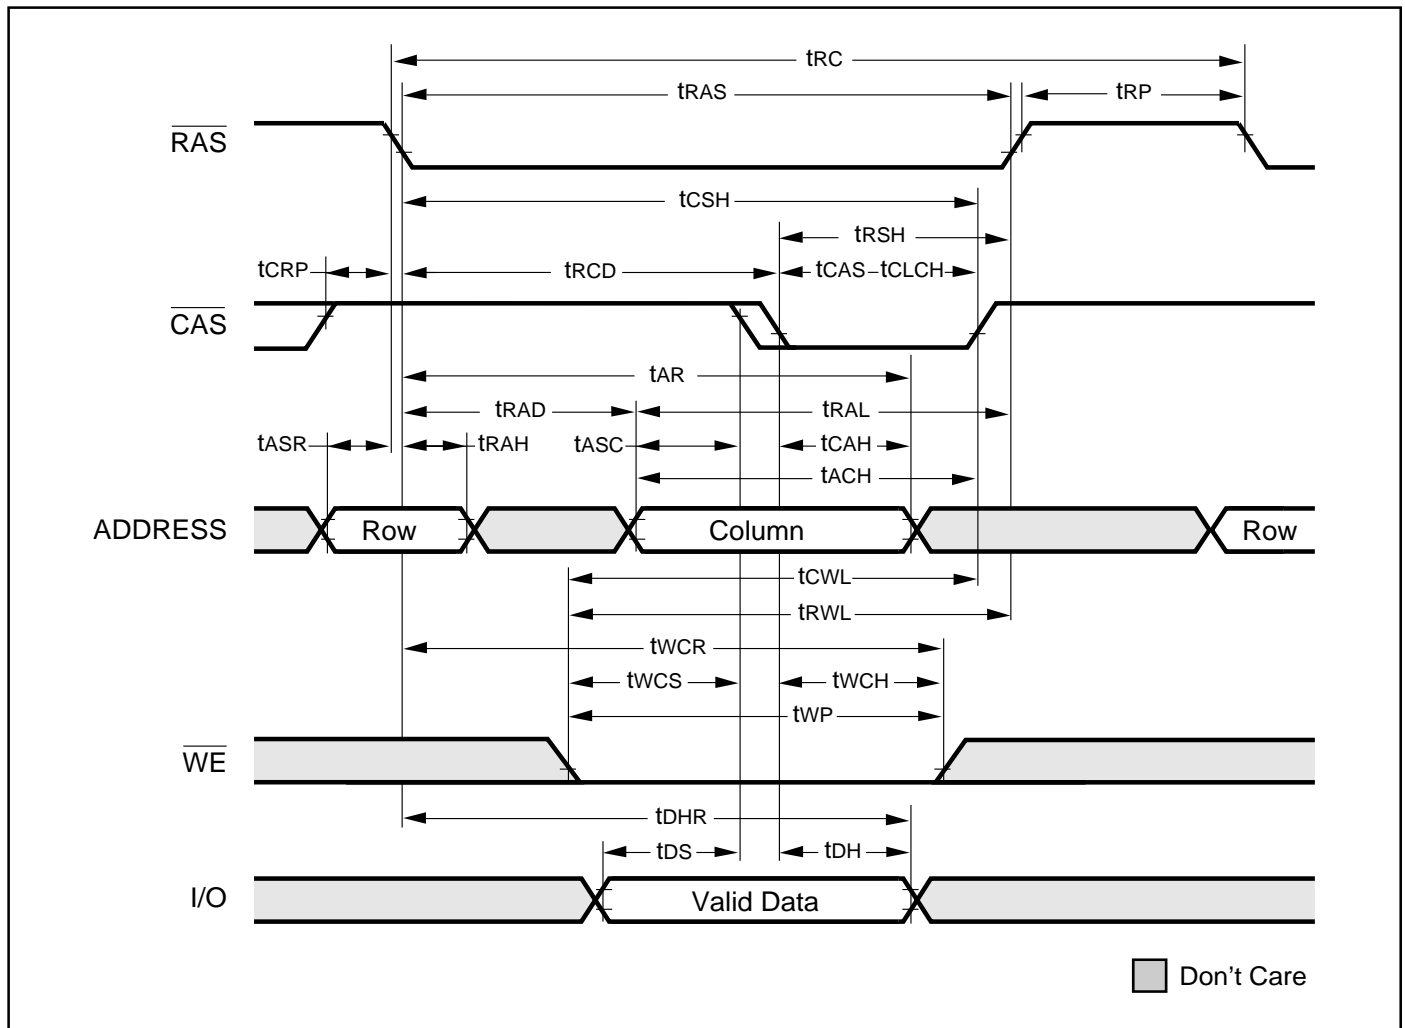 tRC
tRAS
tRP
RAS
tCSH
tRSH
tCRP
tRCD
tCAS tCLCH
CAS
tAR
tRAD
tRAL
tASR
tRAH
tASC
tCAH
tACH
ADDRESS
Row
Column
Row
tCWL
tRWL
tWCR
tWCS
tWCH
tWP
WE
tDHR
tDS
tDH
I/O
Valid Data
Don't Care